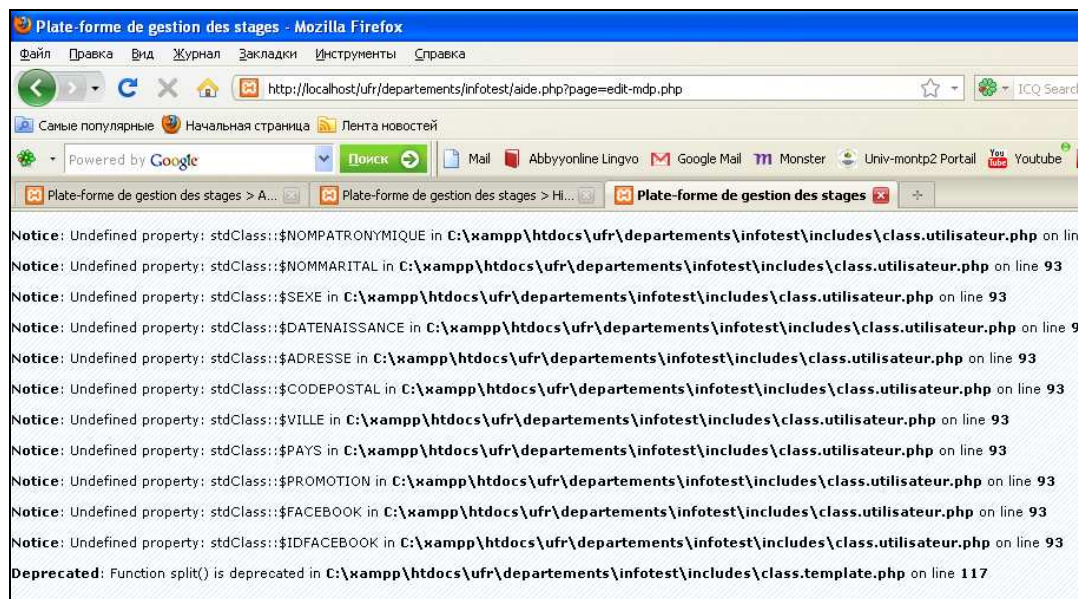 Plate-forme de gestion des stages - Mozilla Firefox
Файл Правка Вид Журнал Закладки Инструменты Справка
http://localhost/ufr/departements/infotest/aide.php?page=edit-mdp.php ICQ Search
Самые популярные Начальная страница Лента новостей
Powered by Google Поиск Mail Abbyyonline Lingvo Google Mail Monster Univ-montp2 Portail You Tube Youtube
Plate-forme de gestion des stages > A... Plate-forme de gestion des stages > Hi... Plate-forme de gestion des stages
Notice: Undefined property: stdClass::$NOMPATRONYMIQUE in C:\xampp\htdocs\ufr\departements\infotest\includes\class.utilisateur.php on lin
Notice: Undefined property: stdClass::$NOMMARITAL in C:\xampp\htdocs\ufr\departements\infotest\includes\class.utilisateur.php on line 93
Notice: Undefined property: stdClass::$SEXE in C:\xampp\htdocs\ufr\departements\infotest\includes\class.utilisateur.php on line 93
Notice: Undefined property: stdClass::$DATENAISSANCE in C:\xampp\htdocs\ufr\departements\infotest\includes\class.utilisateur.php on line 9
Notice: Undefined property: stdClass::$ADRESSE in C:\xampp\htdocs\ufr\departements\infotest\includes\class.utilisateur.php on line 93
Notice: Undefined property: stdClass::$CODEPOSTAL in C:\xampp\htdocs\ufr\departements\infotest\includes\class.utilisateur.php on line 93
Notice: Undefined property: stdClass::$VILLE in C:\xampp\htdocs\ufr\departements\infotest\includes\class.utilisateur.php on line 93
Notice: Undefined property: stdClass::$PAYS in C:\xampp\htdocs\ufr\departements\infotest\includes\class.utilisateur.php on line 93
Notice: Undefined property: stdClass::$PROMOTION in C:\xampp\htdocs\ufr\departements\infotest\includes\class.utilisateur.php on line 93
Notice: Undefined property: stdClass::$FACEBOOK in C:\xampp\htdocs\ufr\departements\infotest\includes\class.utilisateur.php on line 93
Notice: Undefined property: stdClass::$IDFACEBOOK in C:\xampp\htdocs\ufr\departements\infotest\includes\class.utilisateur.php on line 93
Deprecated: Function split() is deprecated in C:\xampp\htdocs\ufr\departements\infotest\includes\class.template.php on line 117